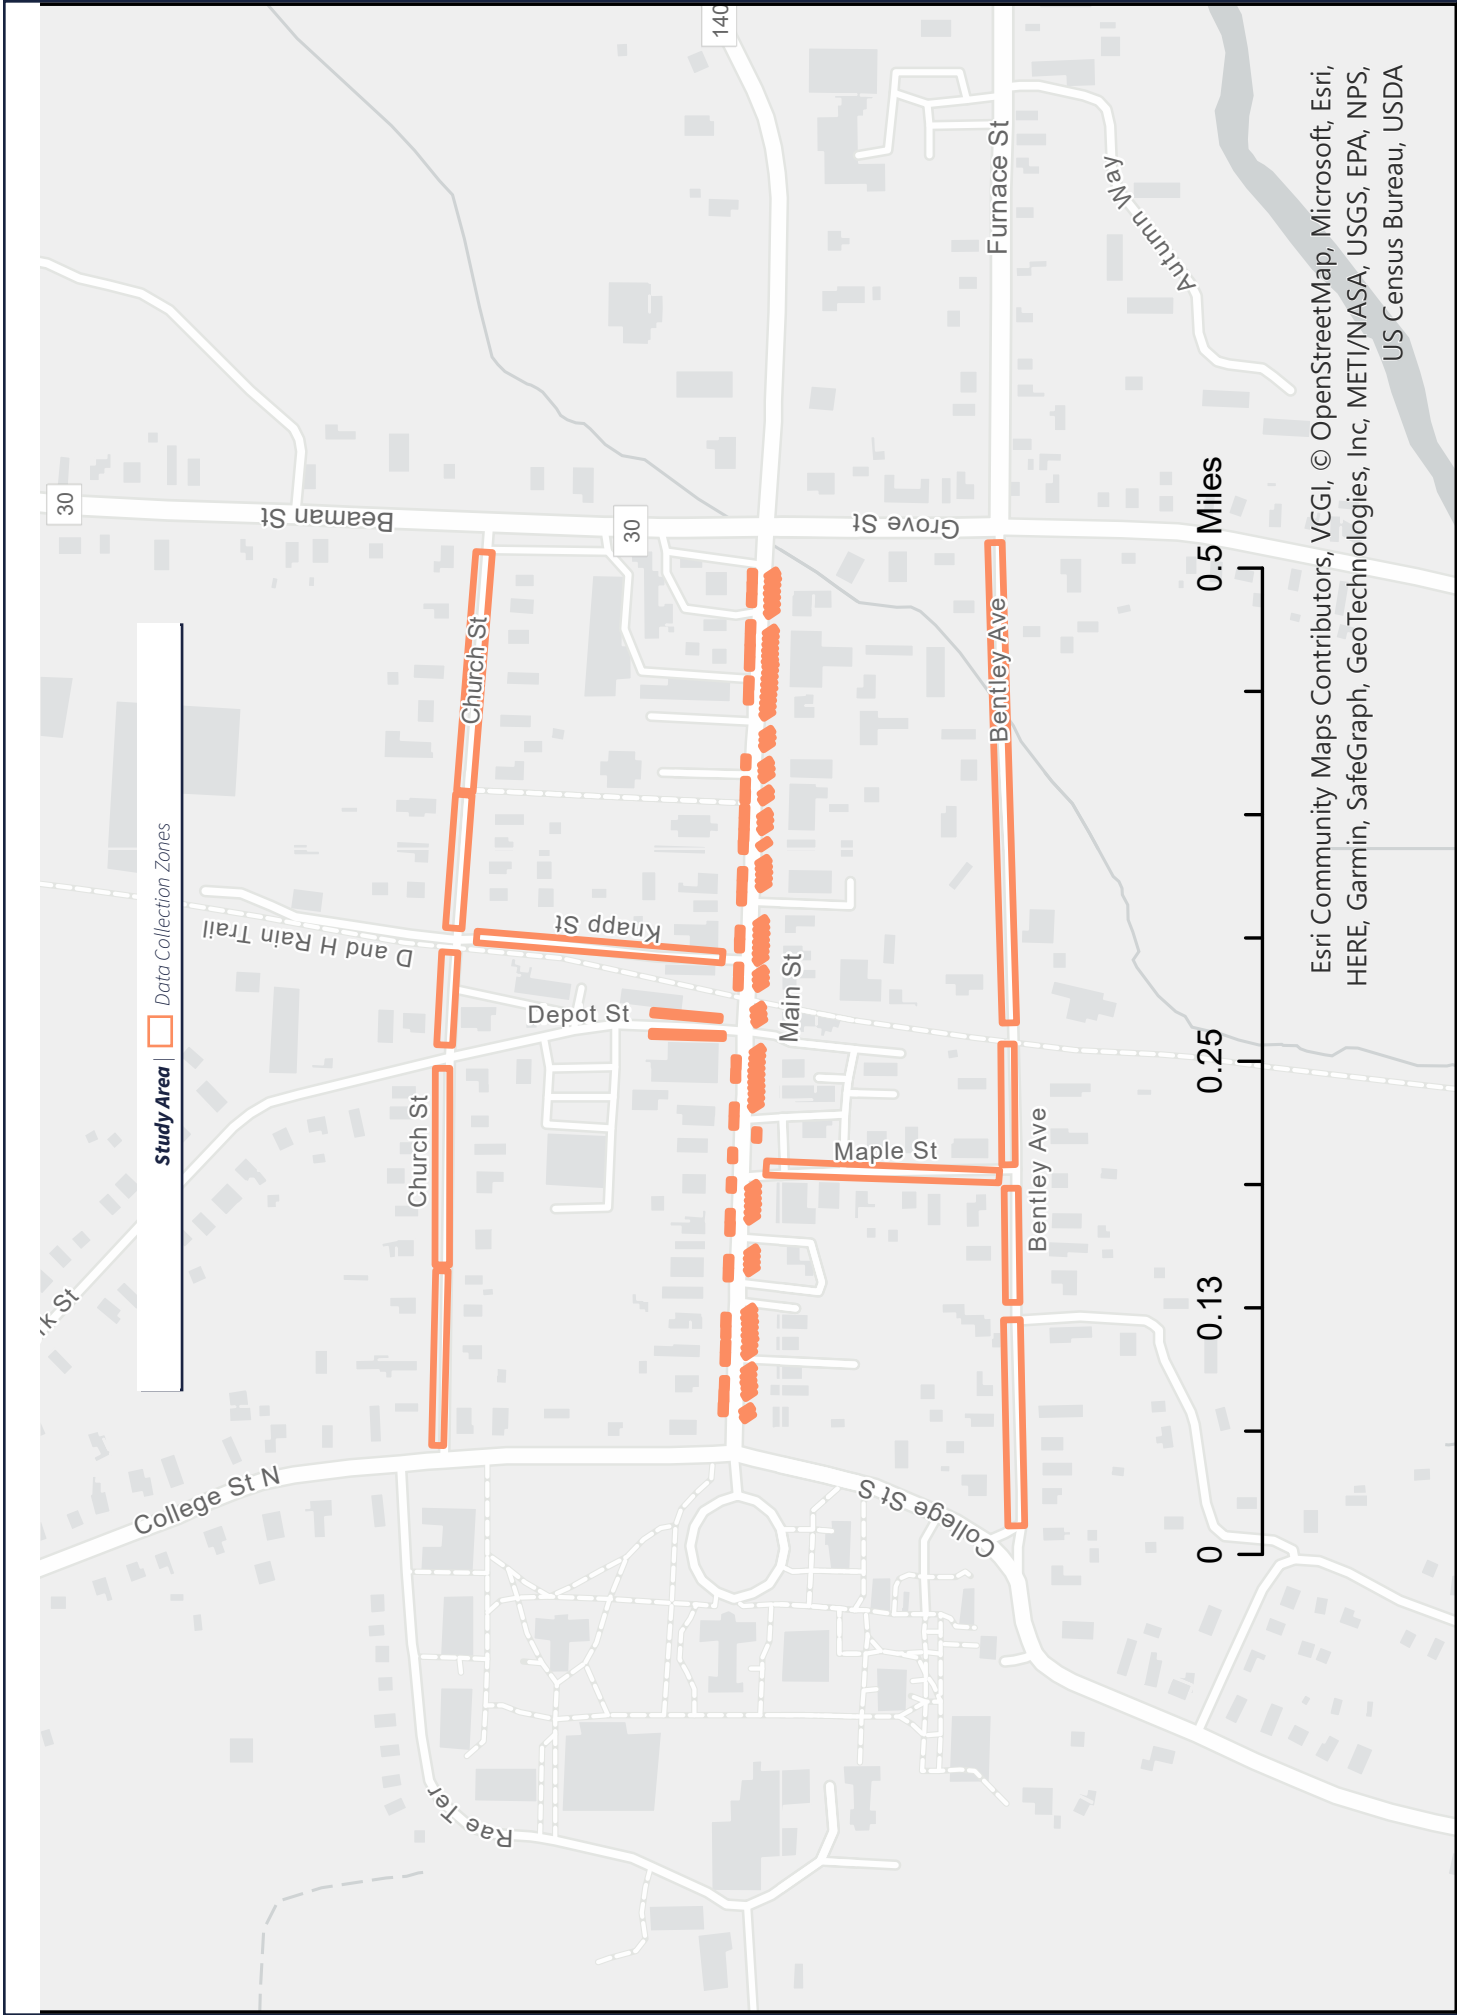 Study Area | Data Collection Zones
30
Beaman St
30
140
Furnace St
Autumn Way
Grove St
Church St
Bentley Ave
D and H Rain Trail
Knapp St
Depot St
Main St
Church St
Maple St
Bentley Ave
rk St
College St N
College St S
Rae Ter
0
0.13
0.25
0.5 Miles
Esri Community Maps Contributors, VCGI, © OpenStreetMap, Microsoft, Esri,
HERE, Garmin, SafeGraph, GeoTechnologies, Inc, METI/NASA, USGS, EPA, NPS,
US Census Bureau, USDA